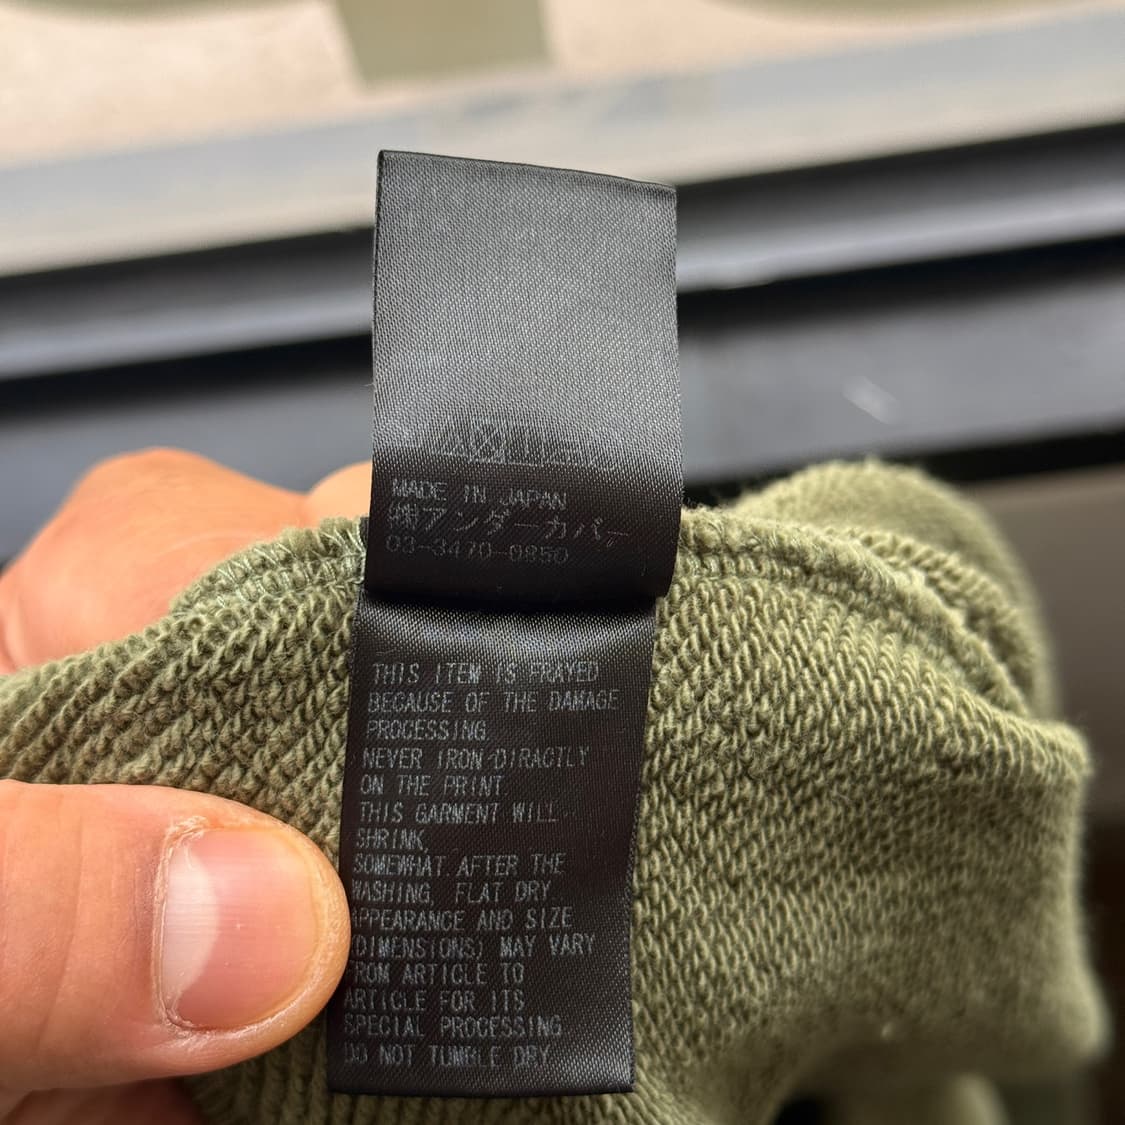 MADE IN JAPAN
㈱アンダーカバー
03-3470-0850
THIS ITEM IS FRAYED
BECAUSE OF THE DAMAGE
PROCESSING.
NEVER IRON DIRACTLY
ON THE PRINT.
THIS GARMENT WILL
SHRINK,
SOMEWHAT AFTER THE
WASHING. FLAT DRY.
APPEARANCE AND SIZE
(DIMENSIONS) MAY VARY
FROM ARTICLE TO
ARTICLE FOR ITS
SPECIAL PROCESSING
DO NOT TUMBLE DRY